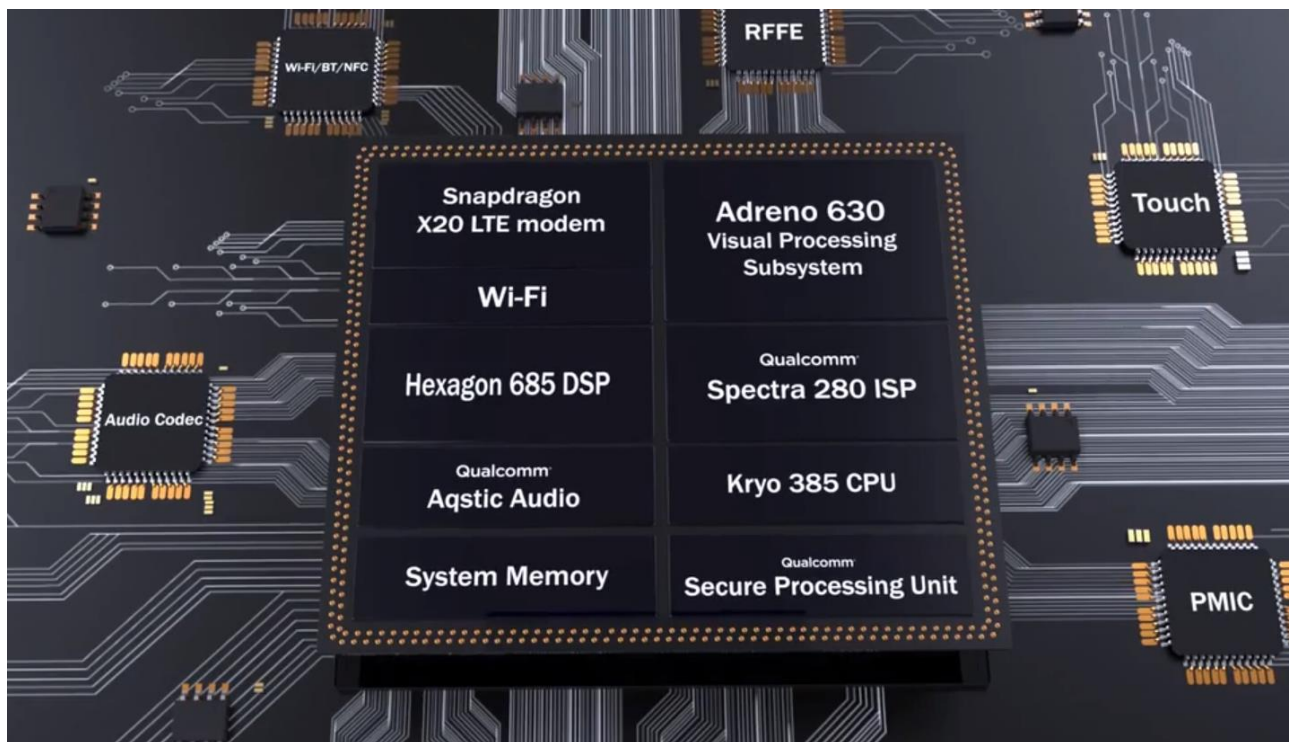 RFFE
Wi-Fi/BT/NFC
Snapdragon
X20 LTE modem
Adreno 630
Visual Processing
Subsystem
Touch
Wi-Fi
Hexagon 685 DSP
Qualcomm
Spectra 280 ISP
Audio Codec
Qualcomm
Aqstic Audio
Kryo 385 CPU
System Memory
Qualcomm
Secure Processing Unit
PMIC